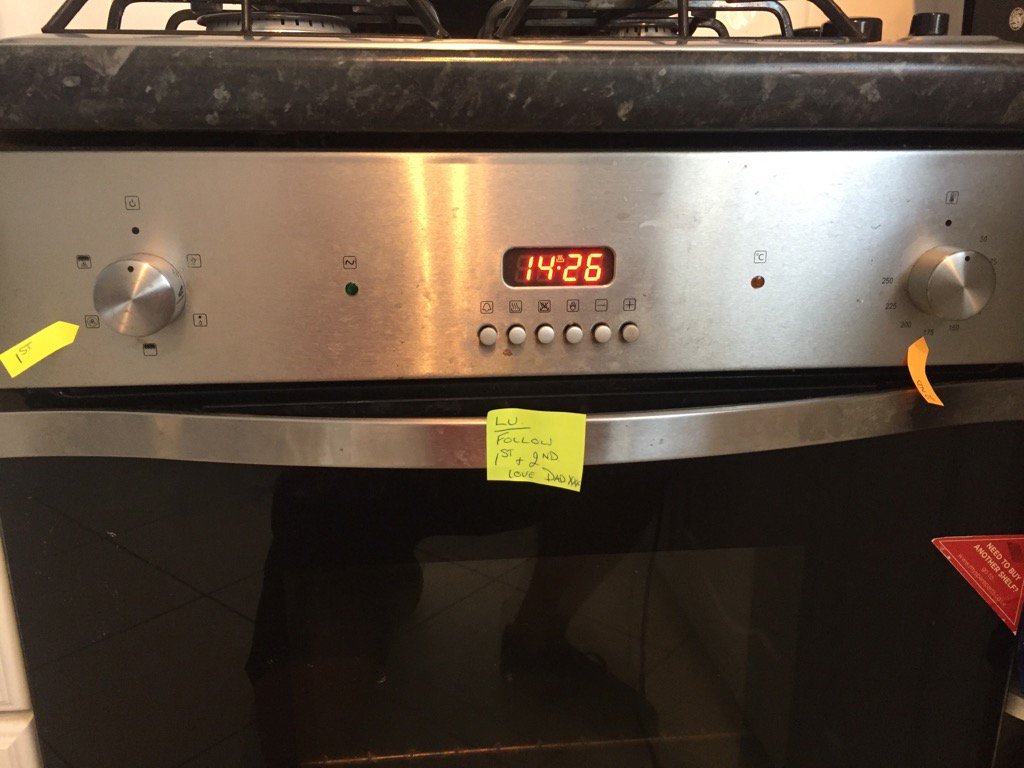 14:26
°C
50
75
250
225
200
175
150
1ST
LU.
FOLLOW
1ST + 2ND
LOVE DAD XXX
NEED TO BUY
ANOTHER SHELF?